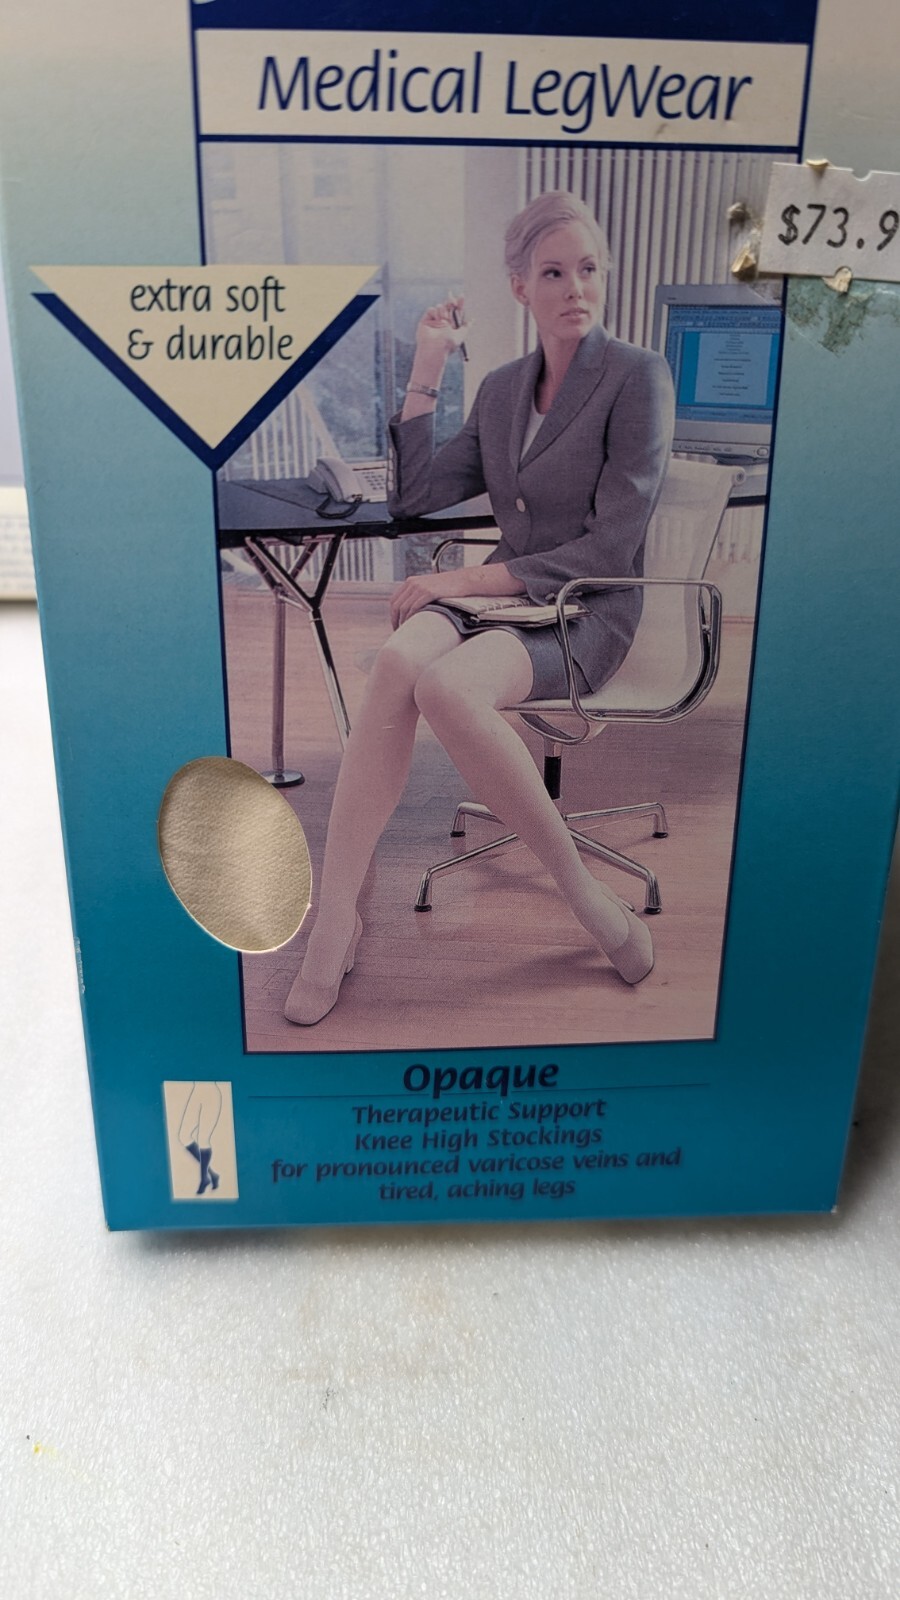 Medical LegWear
$73.9
extra soft
& durable
Opaque
Therapeutic Support
Knee High Stockings
for pronounced varicose veins and
tired, aching legs